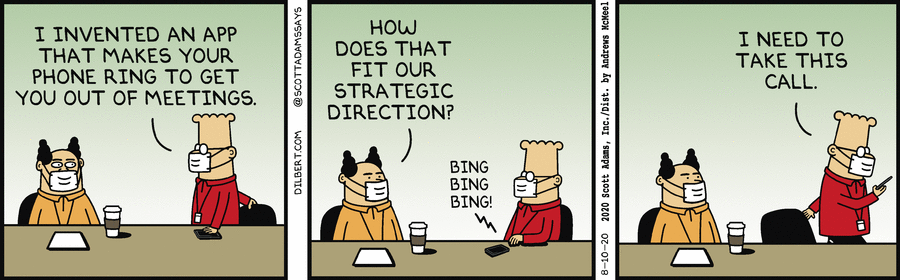 I INVENTED AN APP
THAT MAKES YOUR
PHONE RING TO GET
YOU OUT OF MEETINGS.
DILBERT.COM
@SCOTTADAMSSAYS
HOW
DOES THAT
FIT OUR
STRATEGIC
DIRECTION?
BING
BING
BING!
8-10-20 2020 Scott Adams, Inc./Dist. by Andrews McMeel
I NEED TO
TAKE THIS
CALL.